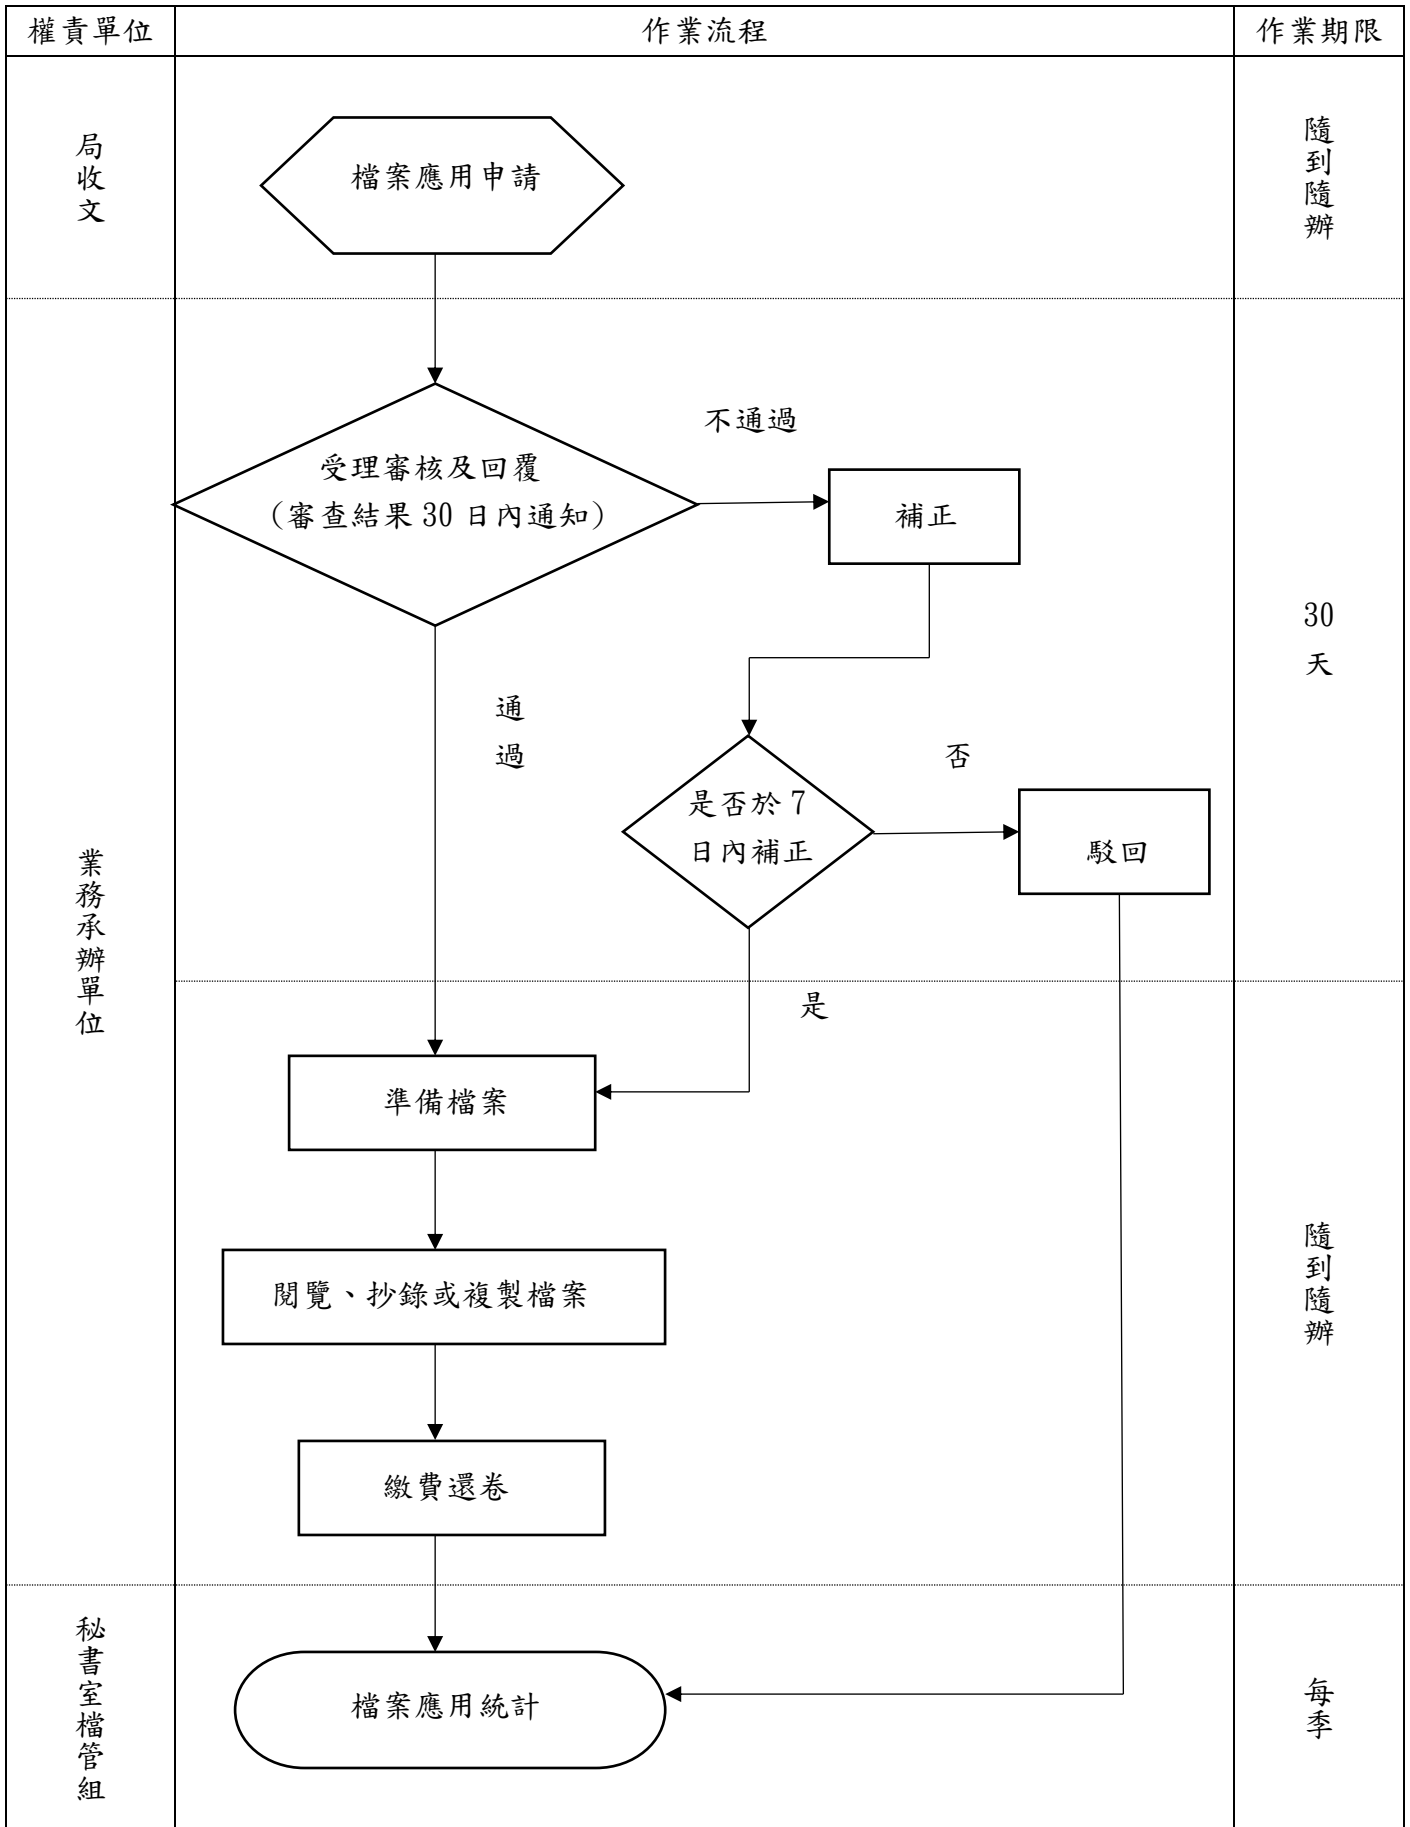 權責單位
作業流程
作業期限
局收文
檔案應用申請
隨到隨辦
業務承辦單位
受理審核及回覆
(審查結果 30 日內通知)
不通過
補正
30
天
通
過
是否於 7
日內補正
否
駁回
是
準備檔案
閱覽、抄錄或複製檔案
隨到隨辦
繳費還卷
秘書室檔管組
檔案應用統計
每季